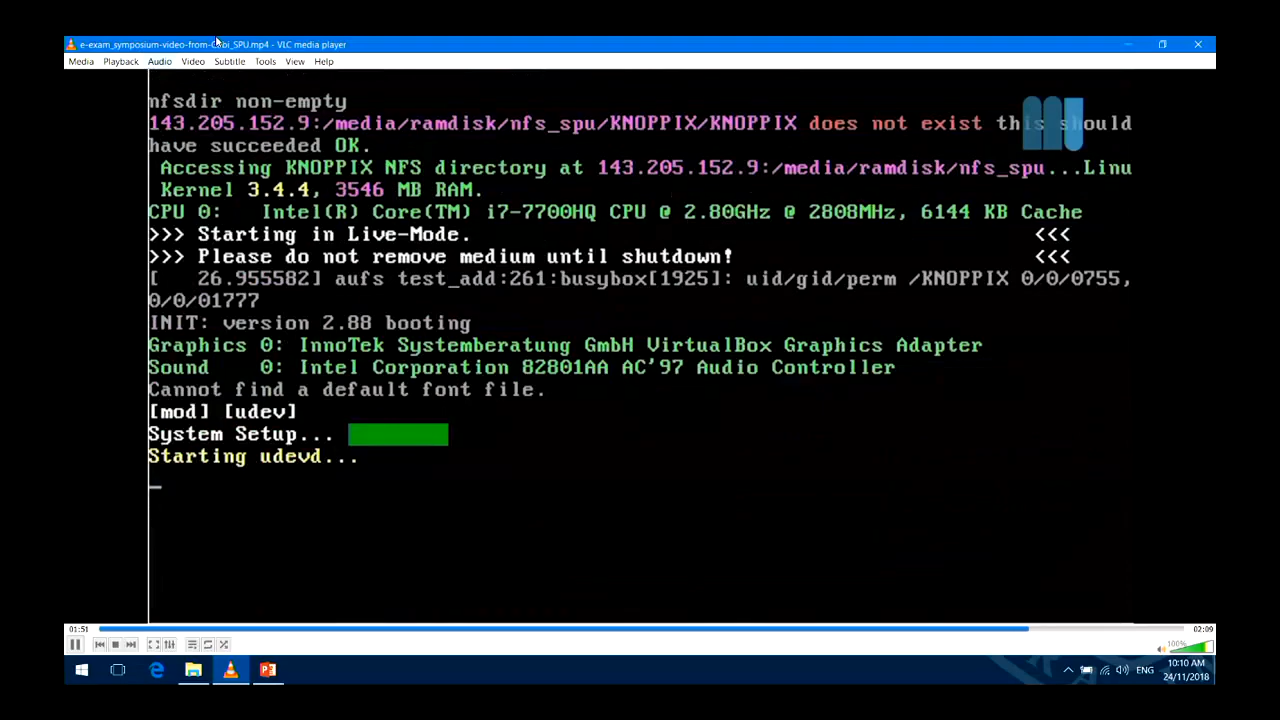 e-exam_symposium-video-from-Orbi_SPU.mp4 - VLC media player
Media Playback Audio Video Subtitle Tools View Help
nfsdir non-empty
143.205.152.9:/media/ramdisk/nfs_spu/KNOPPIX/KNOPPIX does not exist this should
have succeeded OK.
Accessing KNOPPIX NFS directory at 143.205.152.9:/media/ramdisk/nfs_spu...Linu
Kernel 3.4.4, 3546 MB RAM.
CPU 0: Intel(R) Core(TM) i7-7700HQ CPU @ 2.80GHz @ 2808MHz, 6144 KB Cache
>>> Starting in Live-Mode. <<<
>>> Please do not remove medium until shutdown! <<<
[ 26.955582] aufs test_add:261:busybox[1925]: uid/gid/perm /KNOPPIX 0/0/0755,
0/0/01777
INIT: version 2.88 booting
Graphics 0: InnoTek Systemberatung GmbH VirtualBox Graphics Adapter
Sound 0: Intel Corporation 82801AA AC'97 Audio Controller
Cannot find a default font file.
[mod] [udev]
System Setup...
Starting udevd...
01:51 02:09
100%
ENG
10:10 AM
24/11/2018